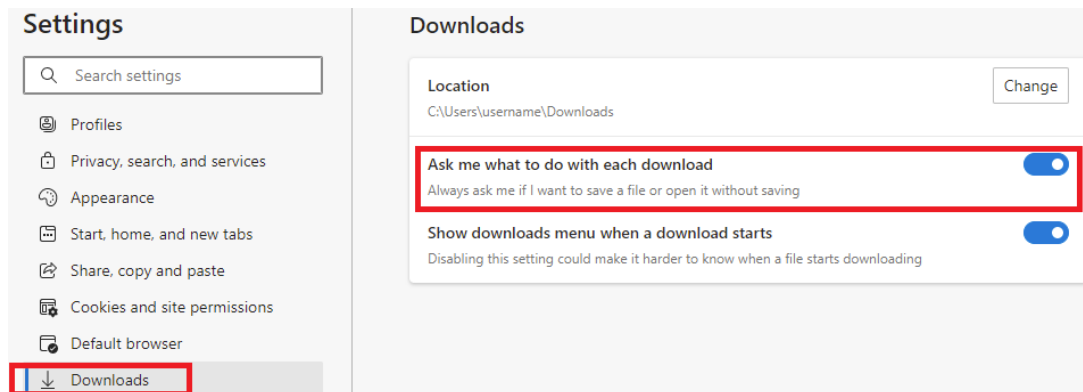 Settings
Search settings
Profiles
Privacy, search, and services
Appearance
Start, home, and new tabs
Share, copy and paste
Cookies and site permissions
Default browser
Downloads
Downloads
Location
Change
C:\Users\username\Downloads
Ask me what to do with each download
Always ask me if I want to save a file or open it without saving
Show downloads menu when a download starts
Disabling this setting could make it harder to know when a file starts downloading